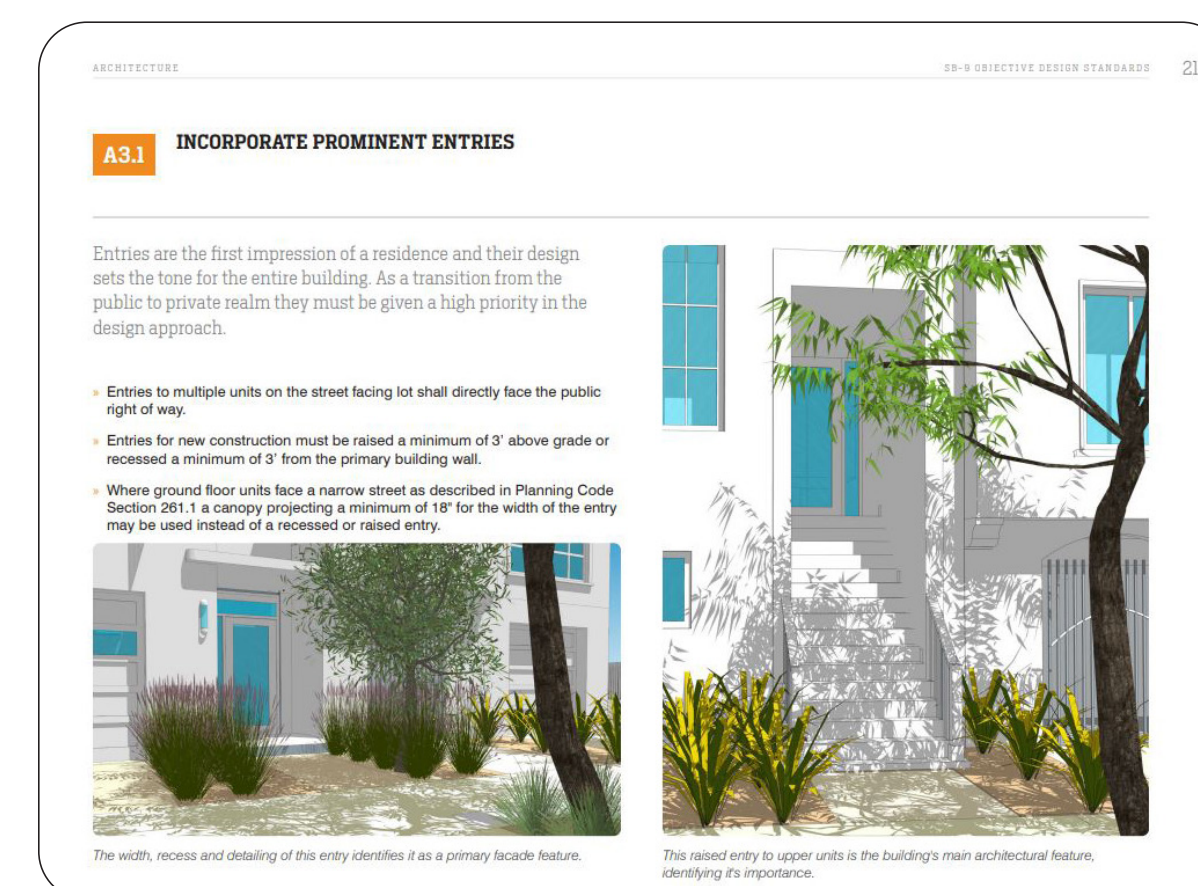 ARCHITECTURE
SB-9 OBJECTIVE DESIGN STANDARDS 21
A3.1 INCORPORATE PROMINENT ENTRIES
Entries are the first impression of a residence and their design
sets the tone for the entire building. As a transition from the
public to private realm they must be given a high priority in the
design approach.
» Entries to multiple units on the street facing lot shall directly face the public
right of way.
» Entries for new construction must be raised a minimum of 3' above grade or
recessed a minimum of 3' from the primary building wall.
» Where ground floor units face a narrow street as described in Planning Code
Section 261.1 a canopy projecting a minimum of 18" for the width of the entry
may be used instead of a recessed or raised entry.
The width, recess and detailing of this entry identifies it as a primary facade feature.
This raised entry to upper units is the building's main architectural feature,
identifying it's importance.